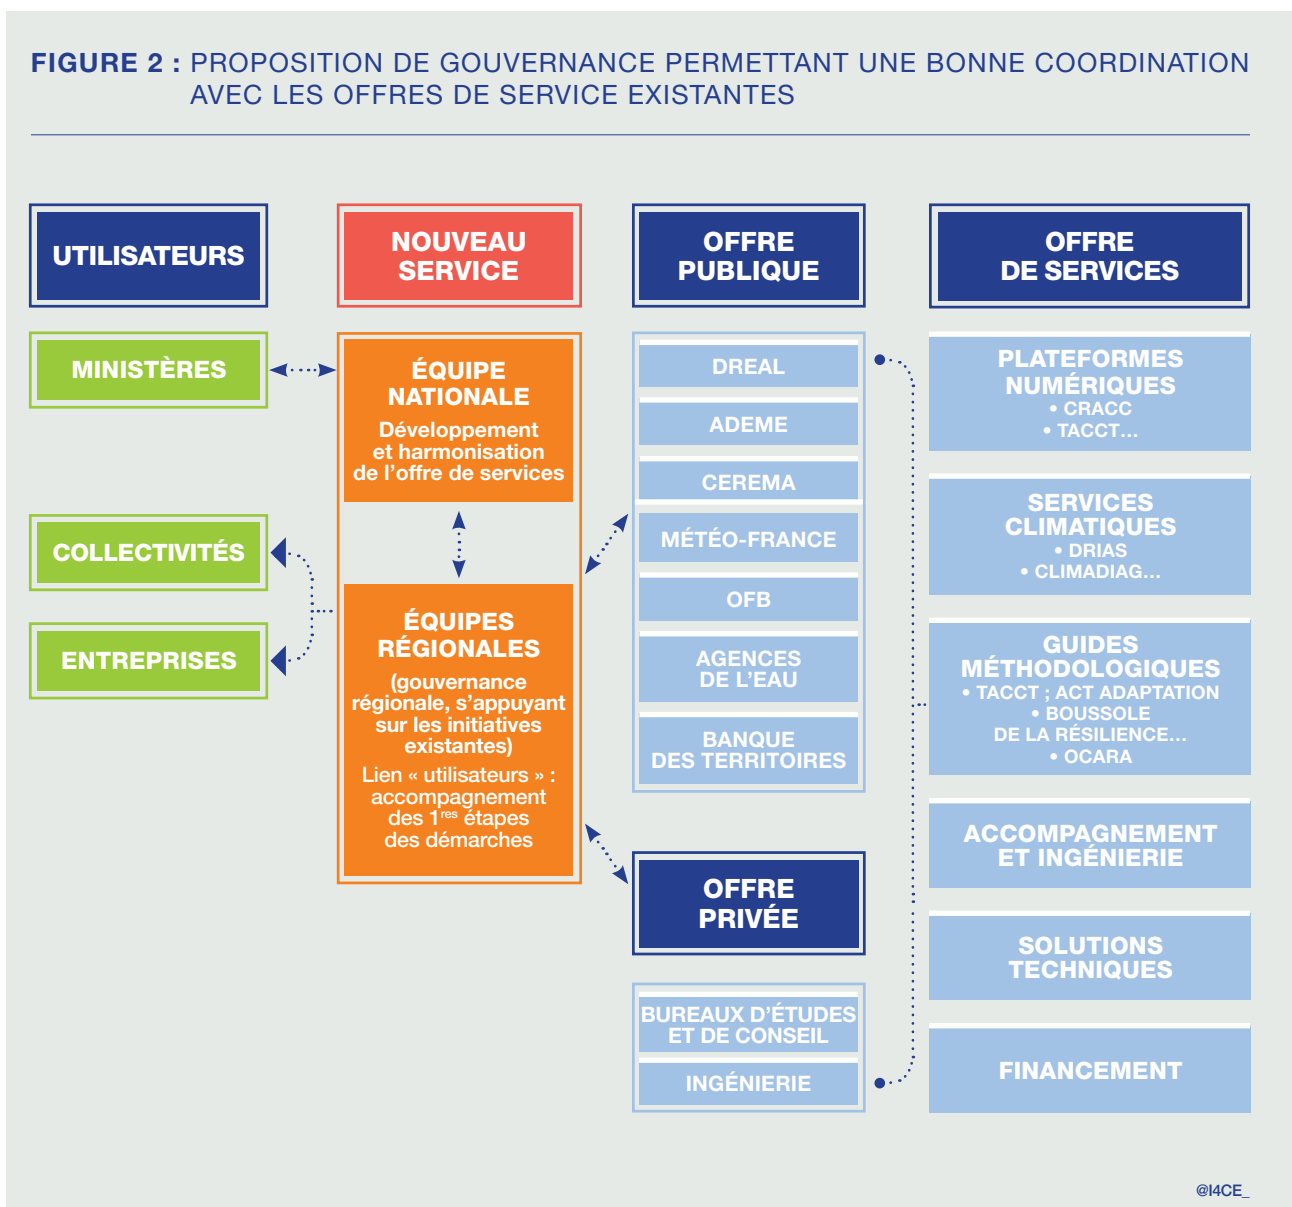 FIGURE 2 : PROPOSITION DE GOUVERNANCE PERMETTANT UNE BONNE COORDINATION
AVEC LES OFFRES DE SERVICE EXISTANTES
UTILISATEURS
MINISTÈRES
COLLECTIVITÉS
ENTREPRISES
NOUVEAU
SERVICE
ÉQUIPE
NATIONALE
Développement
et harmonisation
de l'offre de services
ÉQUIPES
RÉGIONALES
(gouvernance
régionale, s'appuyant
sur les initiatives
existantes)
Lien « utilisateurs » :
accompagnement
des 1res étapes
des démarches
OFFRE
PUBLIQUE
DREAL
ADEME
CEREMA
MÉTÉO-FRANCE
OFB
AGENCES
DE L'EAU
BANQUE
DES TERRITOIRES
OFFRE
PRIVÉE
BUREAUX D'ÉTUDES
ET DE CONSEIL
INGÉNIERIE
OFFRE
DE SERVICES
PLATEFORMES
NUMÉRIQUES
• CRACC
• TACCT…
SERVICES
CLIMATIQUES
• DRIAS
• CLIMADIAG…
GUIDES
MÉTHODOLOGIQUES
• TACCT ; ACT ADAPTATION
• BOUSSOLE
DE LA RÉSILIENCE…
• OCARA
ACCOMPAGNEMENT
ET INGÉNIERIE
SOLUTIONS
TECHNIQUES
FINANCEMENT
@I4CE_